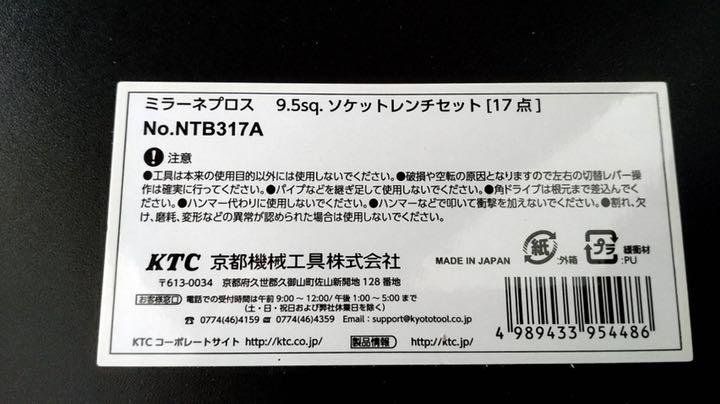 ミラーネプロス 9.5sq. ソケットレンチセット [17点]
No.NTB317A
注意
●工具は本来の使用目的以外には使用しないでください。●破損や空転の原因となりますので左右の切替レバー操
作は確実に行ってください。●パイプなどを継ぎ足して使用しないでください。●角ドライブは根元まで差込んでく
ださい。●ハンマー代わりに使用しないでください。●ハンマーなどで叩いて衝撃を加えないでください。●割れ、欠
け、磨耗、変形などの異常が認められた場合は使用しないでください。
KTC 京都機械工具株式会社
〒613-0034 京都府久世郡久御山町佐山新開地 128 番地
MADE IN JAPAN
紙 :外箱
プラ 緩衝材 :PU
お客様窓口 電話での受付時間は午前 9:00 ~ 12:00/ 午後 1:00 ~ 5:00 まで
(土・日・祝日および弊社休業日を除く)
0774(46)4159 0774(46)4359 Email : support@kyototool.co.jp
KTC コーポレートサイト http://ktc.co.jp/ 製品情報 http://ktc.jp/
4 989433 954486